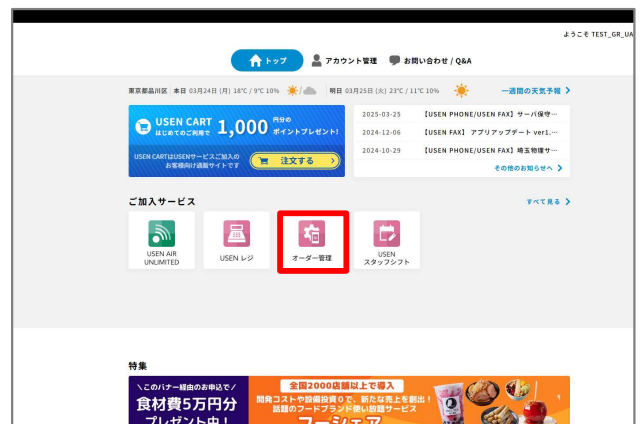 ようこそ TEST_GR_UA
トップ
アカウント管理
お問い合わせ / Q&A
東京都品川区 本日 03月24日 (月) 18℃ / 9℃ 10% / 明日 03月25日 (火) 23℃ / 11℃ 10%
一週間の天気予報
USEN CART
はじめてのご利用で
1,000 円分の
ポイントプレゼント!
USEN CARTはUSENサービスご加入の
お客様向け通販サイトです
注文する
2025-03-25 【USEN PHONE/USEN FAX】サーバ保守…
2024-12-06 【USEN FAX】 アプリアップデート ver1.…
2024-10-29 【USEN PHONE/USEN FAX】埼玉物理サ…
その他のお知らせへ
ご加入サービス
すべて見る
USEN AIR
UNLIMITED
USEN レジ
オーダー管理
USEN
スタッフシフト
特集
\このバナー経由のお申込で/
食材費5万円分
プレゼント中!
全国2000店舗以上で導入
開発コストや設備投資0で、新たな売上を創出!
話題のフードブランド使い放題サービス
フーシェア